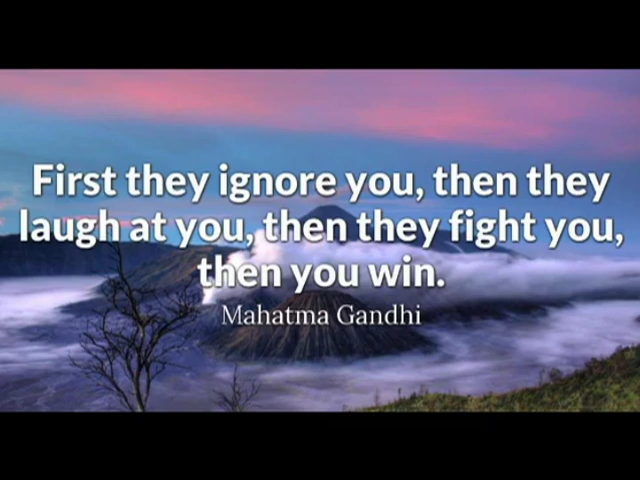 First they ignore you, then they
laugh at you, then they fight you,
then you win.
Mahatma Gandhi